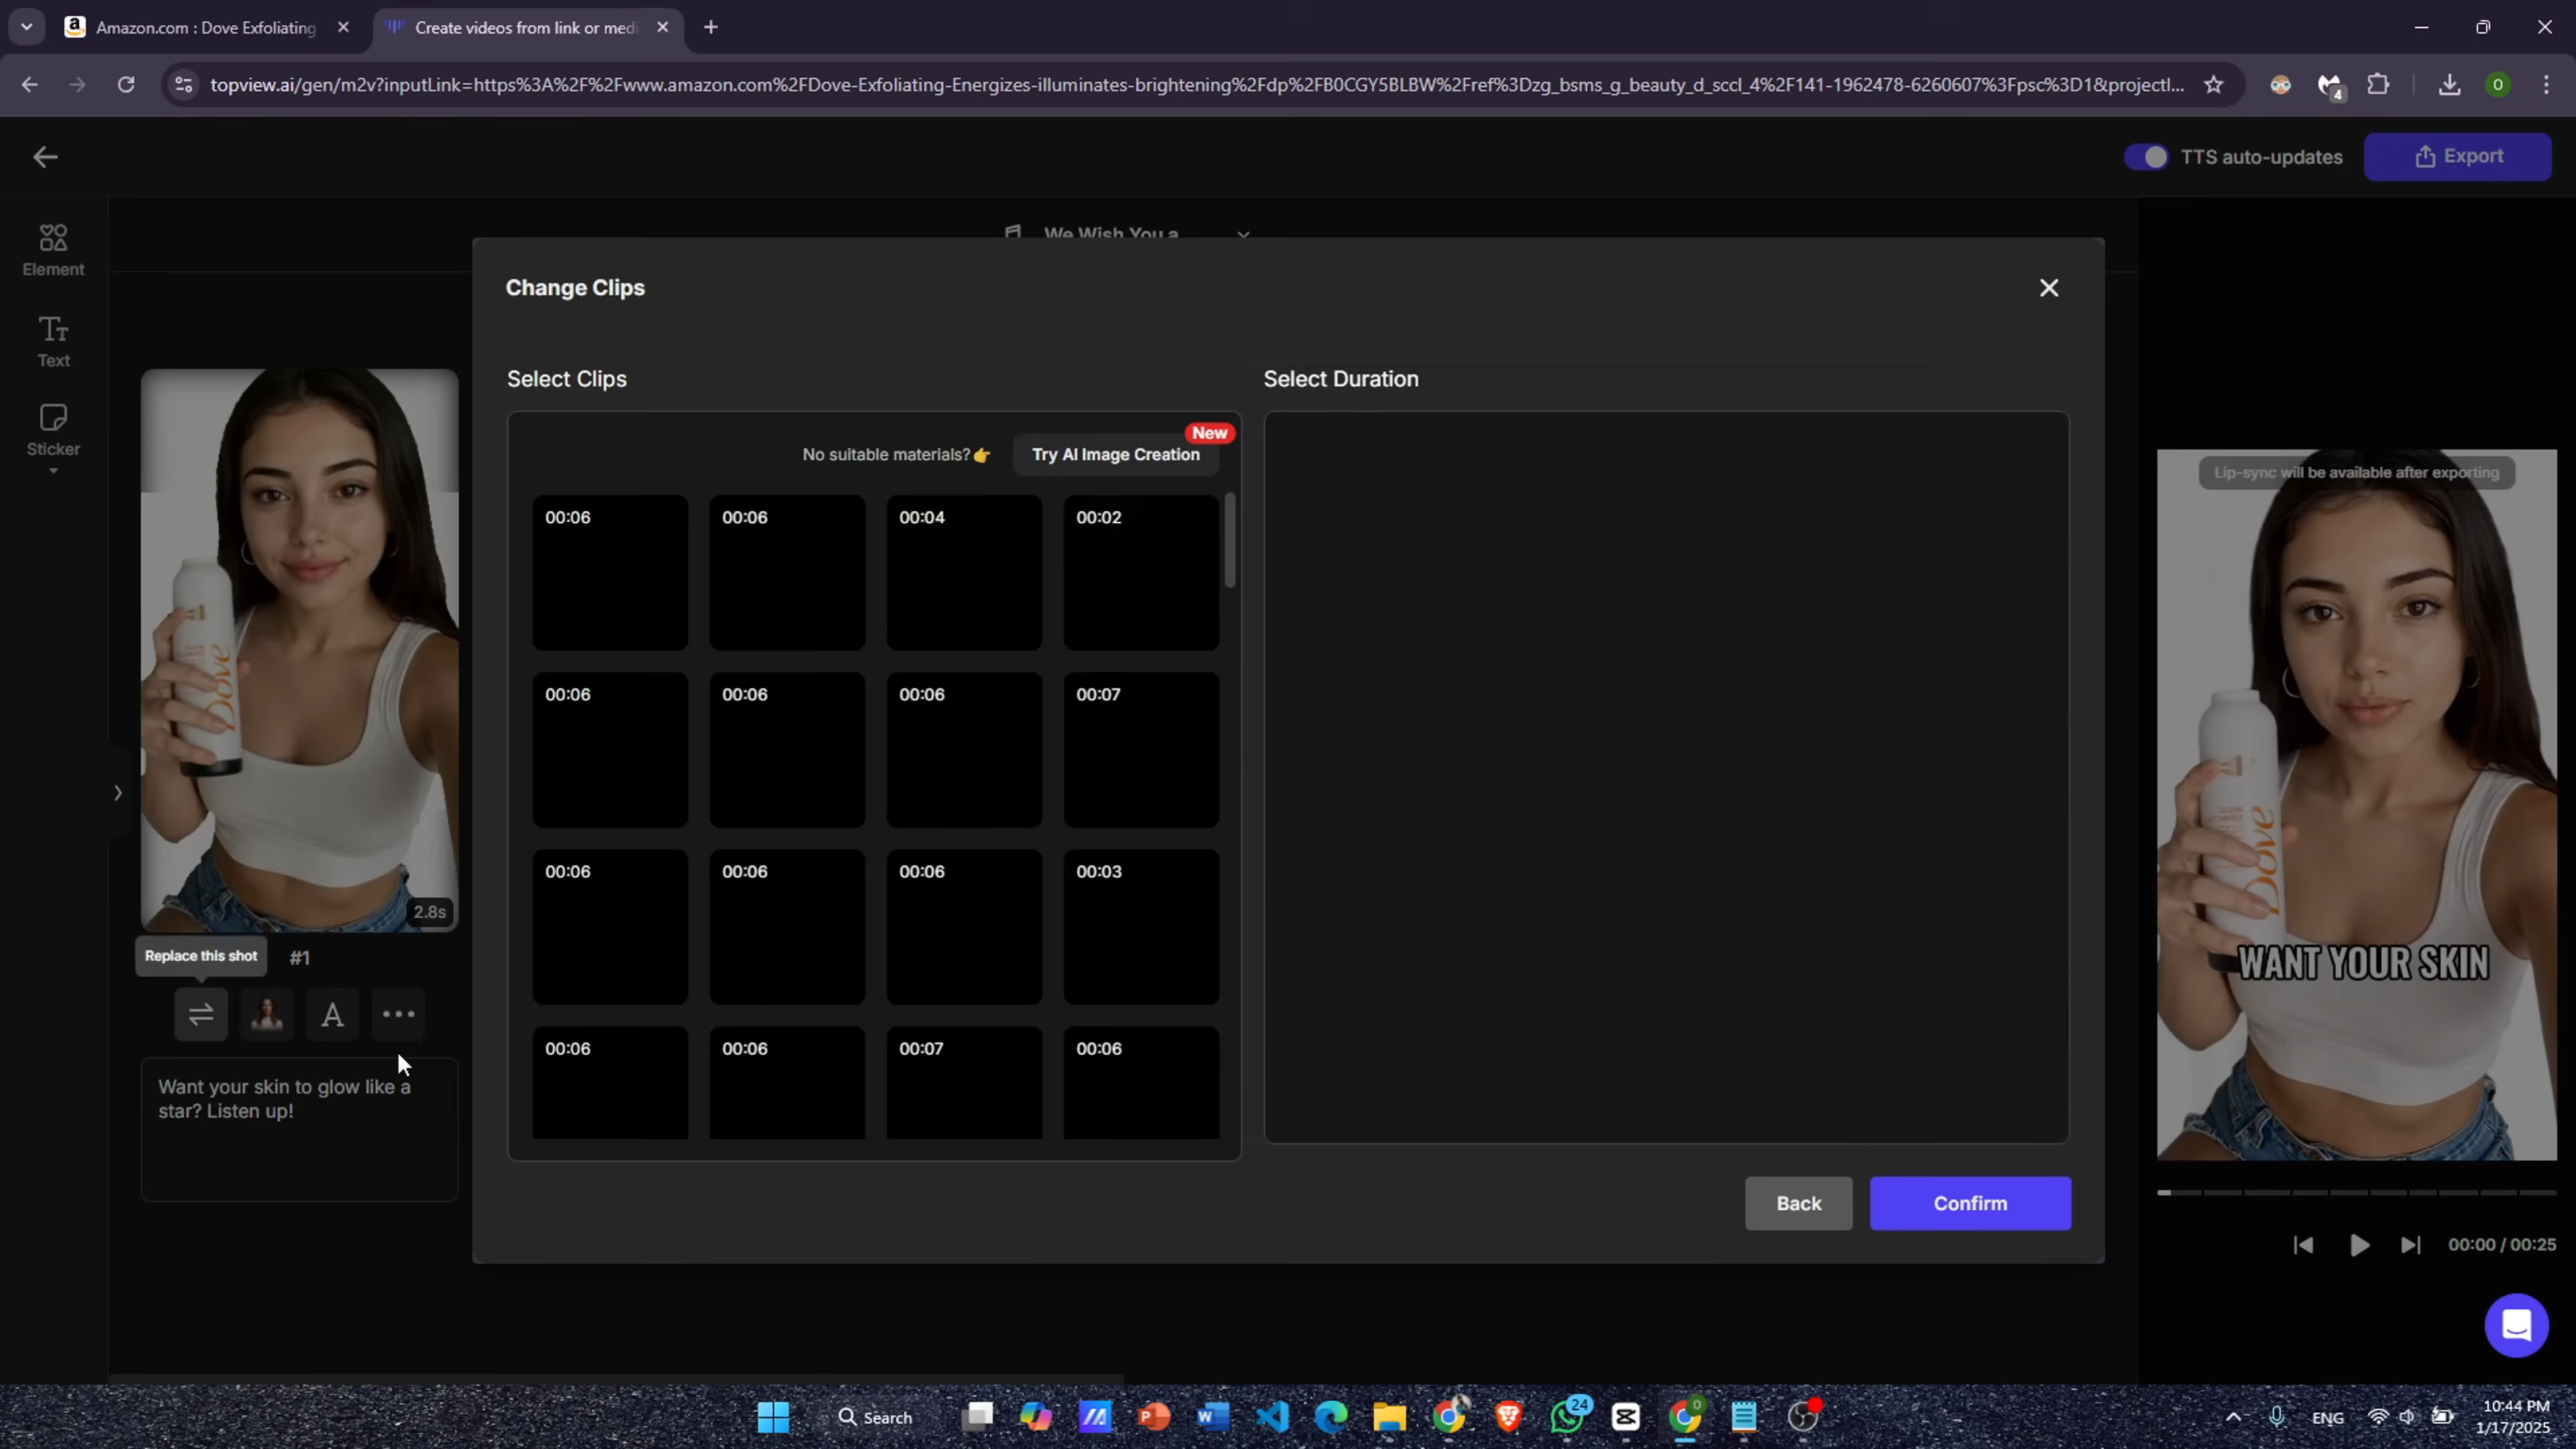 Amazon.com : Dove Exfoliating
Create videos from link or medi
topview.ai/gen/m2v?inputLink=https%3A%2F%2Fwww.amazon.com%2FDove-Exfoliating-Energizes-illuminates-brightening%2Fdp%2FB0CGY5BLBW%2Fref%3Dzg_bsms_g_beauty_d_sccl_4%2F141-1962478-6260607%3Fpsc%3D1&projectI...
4
O
TTS auto-updates
Export
Element
Text
Sticker
We Wish You a
Change Clips
Select Clips
Select Duration
No suitable materials?👉
Try AI Image Creation
New
00:06
00:06
00:04
00:02
00:06
00:06
00:06
00:07
00:06
00:06
00:06
00:03
00:06
00:06
00:07
00:06
Dove
2.8s
Replace this shot
#1
Want your skin to glow like a
star? Listen up!
Back
Confirm
Lip-sync will be available after exporting
Dove
WANT YOUR SKIN
00:00 / 00:25
Search
24
0
ENG
10:44 PM
1/17/2025